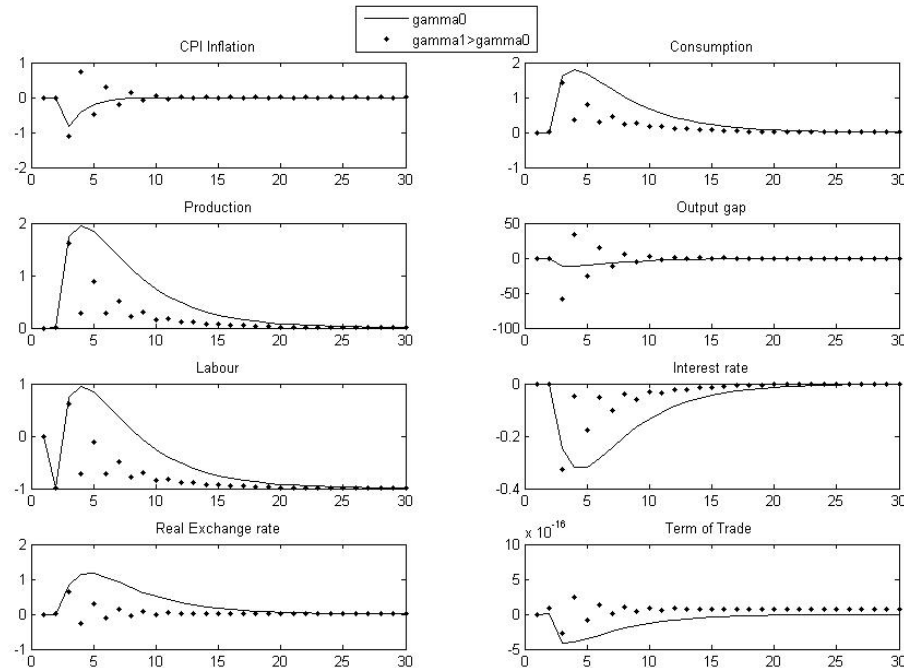 gamma0
gamma1>gamma0
CPI Inflation
1
0
-1
-2
0 5 10 15 20 25 30
Consumption
2
1
0
-1
0 5 10 15 20 25 30
Production
2
1
0
0 5 10 15 20 25 30
Output gap
50
0
-50
-100
0 5 10 15 20 25 30
Labour
1
0
-1
0 5 10 15 20 25 30
Interest rate
0
-0.2
-0.4
0 5 10 15 20 25 30
Real Exchange rate
2
1
0
-1
0 5 10 15 20 25 30
Term of Trade
x 10^-16
10
5
0
-5
0 5 10 15 20 25 30